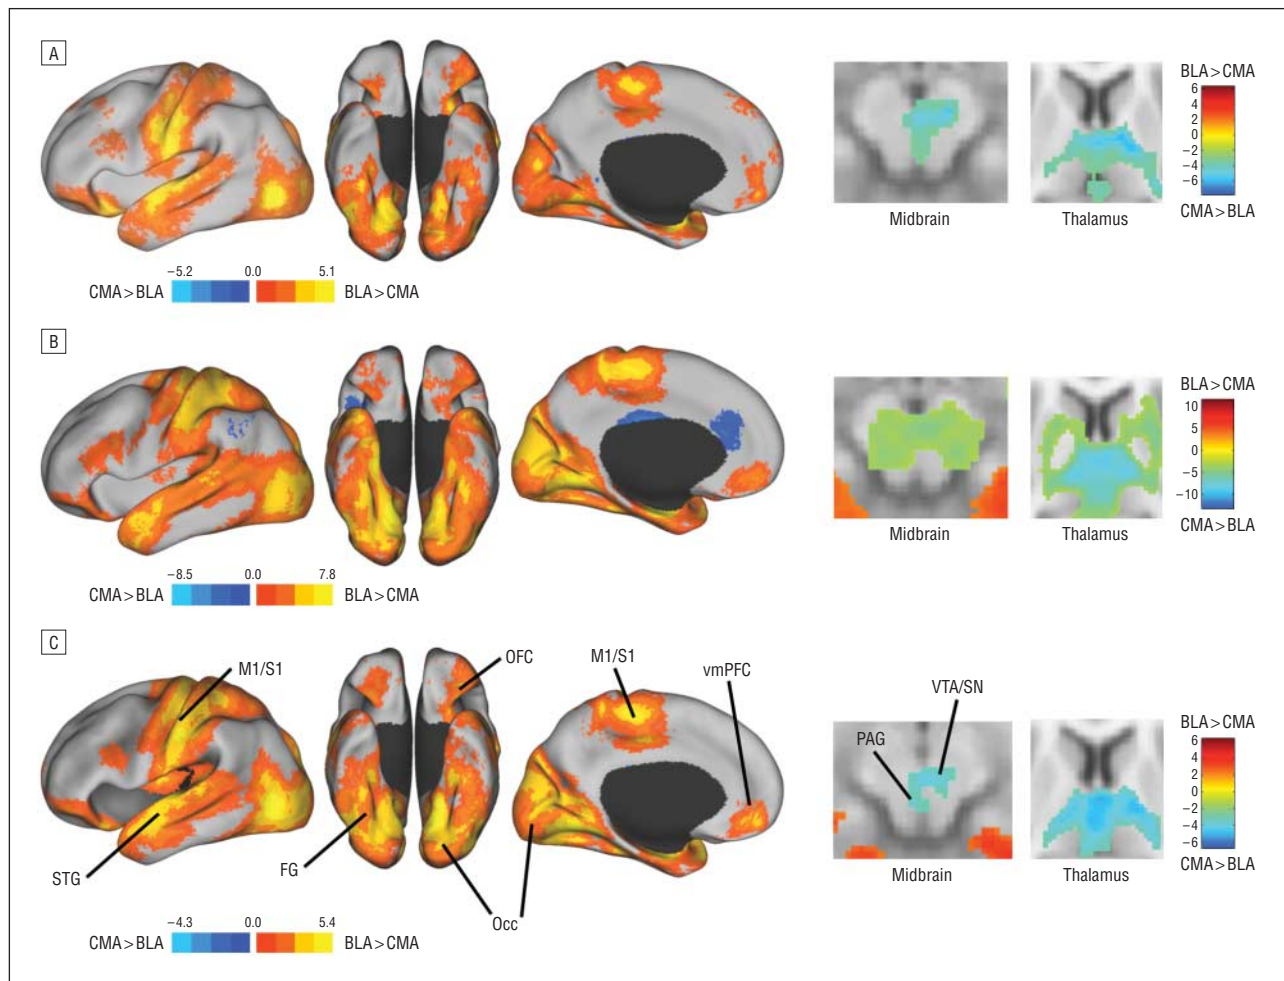 A
BLA>CMA
6
4
2
0
−2
−4
−6
CMA>BLA
Midbrain
Thalamus
−5.2
0.0
5.1
CMA>BLA
BLA>CMA
B
BLA>CMA
10
5
0
−5
−10
CMA>BLA
Midbrain
Thalamus
−8.5
0.0
7.8
CMA>BLA
BLA>CMA
C
M1/S1
OFC
M1/S1
vmPFC
VTA/SN
PAG
BLA>CMA
6
4
2
0
−2
−4
−6
CMA>BLA
STG
FG
Occ
Midbrain
Thalamus
−4.3
0.0
5.4
CMA>BLA
BLA>CMA